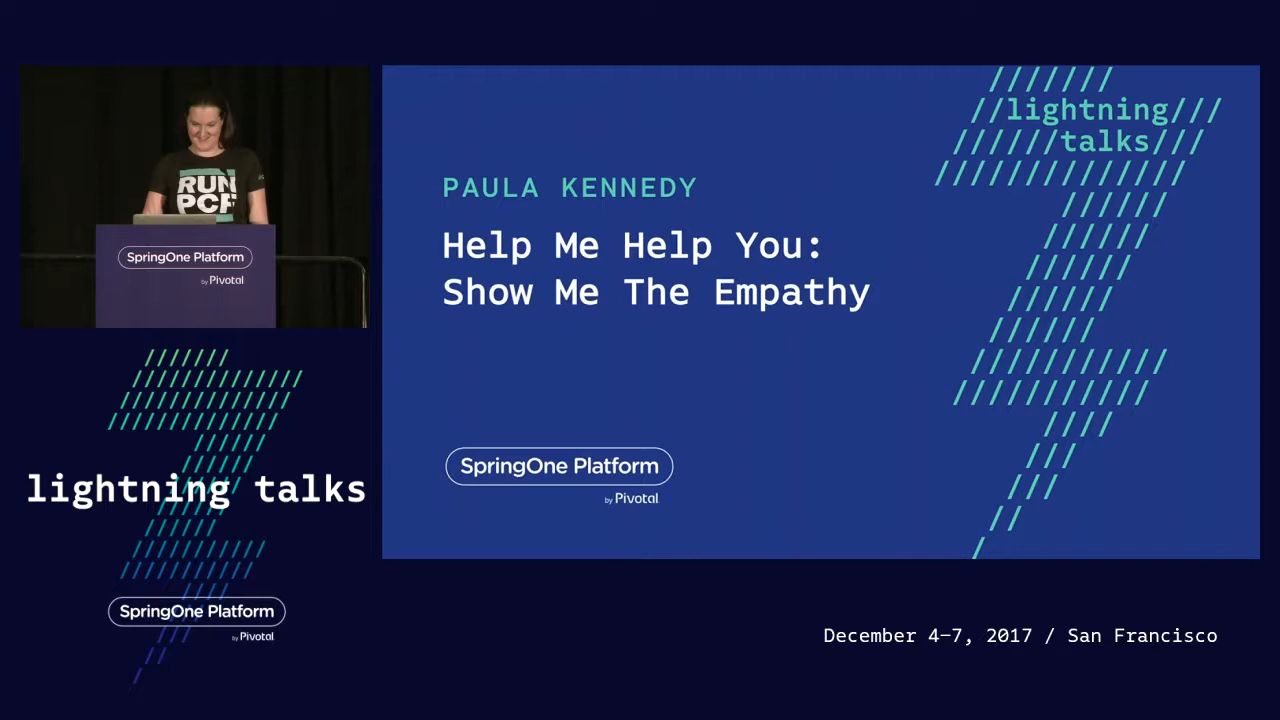 RUN
PCF
SpringOne Platform
by Pivotal
lightning talks
SpringOne Platform
by Pivotal
//lightning///
//////talks///
PAULA KENNEDY
Help Me Help You:
Show Me The Empathy
SpringOne Platform
by Pivotal
December 4–7, 2017 / San Francisco